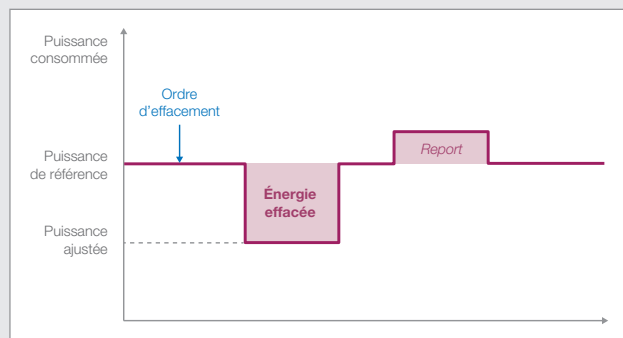 Puissance
consommée
Ordre
d'effacement
Puissance
de référence
Report
Énergie
effacée
Puissance
ajustée